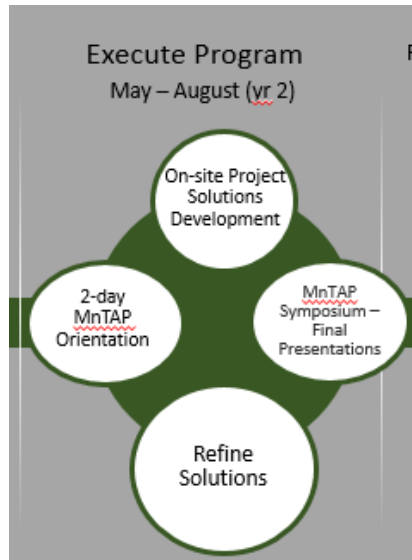 Execute Program
May – August (yr 2)
On-site Project
Solutions
Development
2-day
MnTAP
Orientation
MnTAP
Symposium –
Final
Presentations
Refine
Solutions